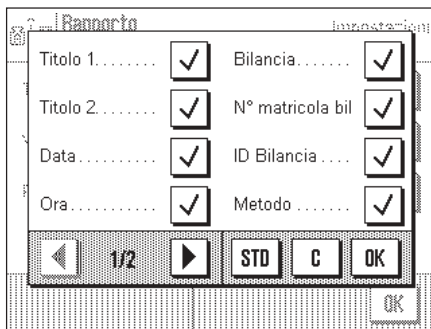 Rapporto Impostazioni
Titolo 1........ Bilancia.......
Titolo 2........ N° matricola bil
Data........... ID Bilancia....
Ora........... Metodo.......
1/2 STD C OK
OK